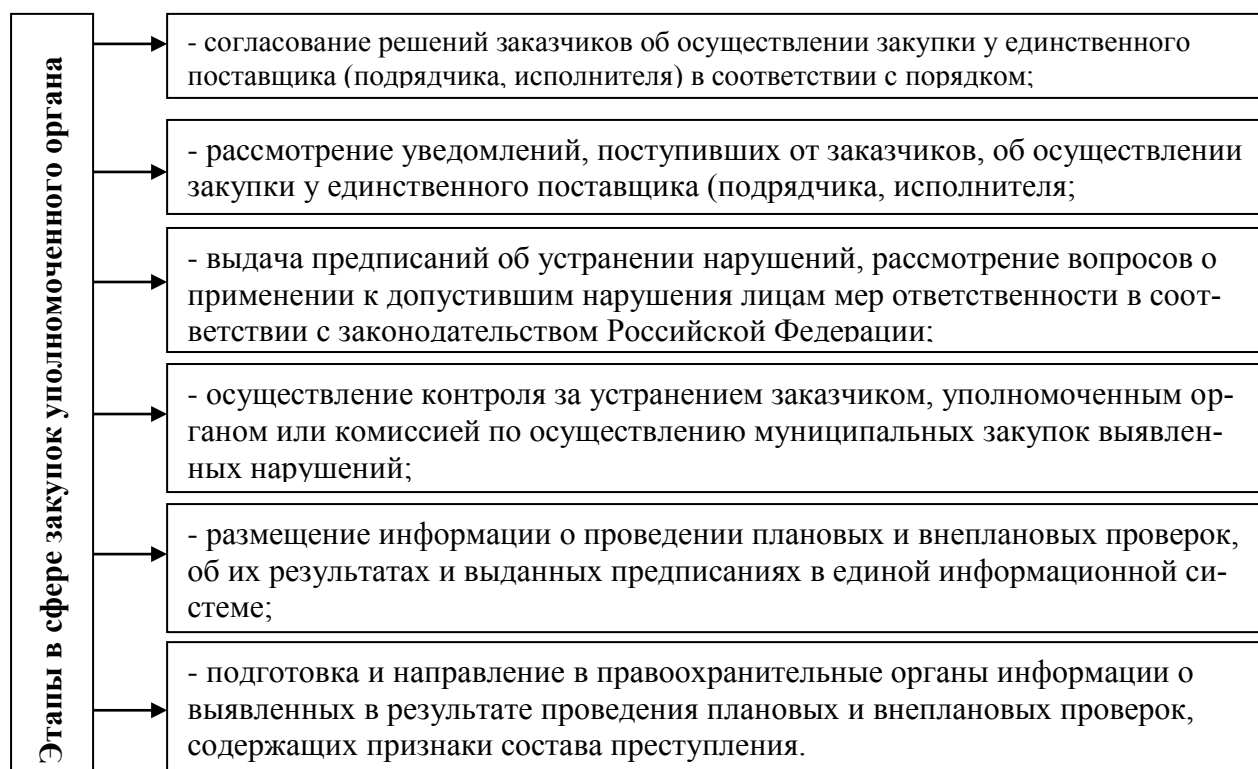 Этапы в сфере закупок уполномоченного органа
- согласование решений заказчиков об осуществлении закупки у единственного
поставщика (подрядчика, исполнителя) в соответствии с порядком;
- рассмотрение уведомлений, поступивших от заказчиков, об осуществлении
закупки у единственного поставщика (подрядчика, исполнителя;
- выдача предписаний об устранении нарушений, рассмотрение вопросов о
применении к допустившим нарушения лицам мер ответственности в соот-
ветствии с законодательством Российской Федерации;
- осуществление контроля за устранением заказчиком, уполномоченным ор-
ганом или комиссией по осуществлению муниципальных закупок выявлен-
ных нарушений;
- размещение информации о проведении плановых и внеплановых проверок,
об их результатах и выданных предписаниях в единой информационной си-
стеме;
- подготовка и направление в правоохранительные органы информации о
выявленных в результате проведения плановых и внеплановых проверок,
содержащих признаки состава преступления.